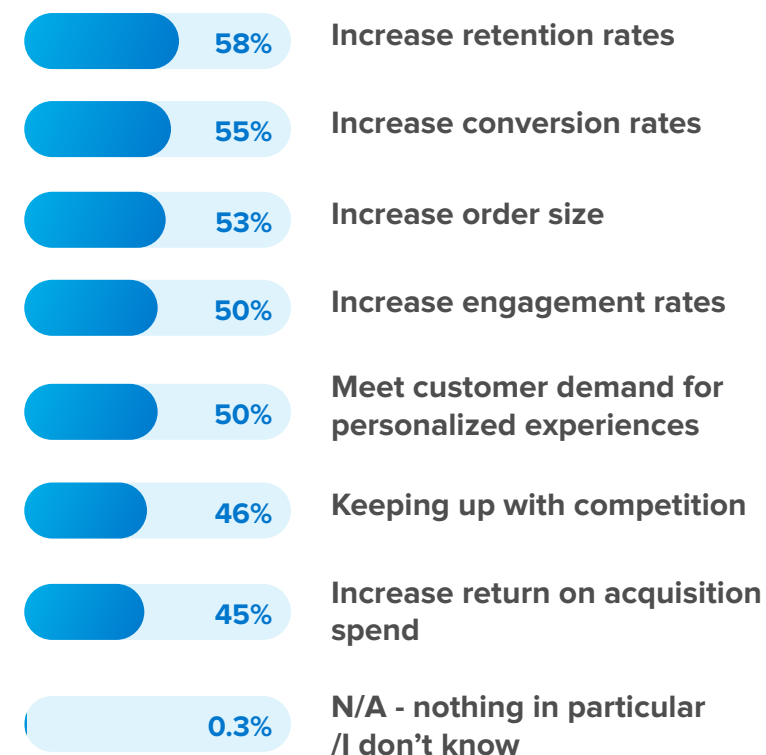 58% Increase retention rates
55% Increase conversion rates
53% Increase order size
50% Increase engagement rates
50% Meet customer demand for
personalized experiences
46% Keeping up with competition
45% Increase return on acquisition
spend
0.3% N/A - nothing in particular
/I don’t know